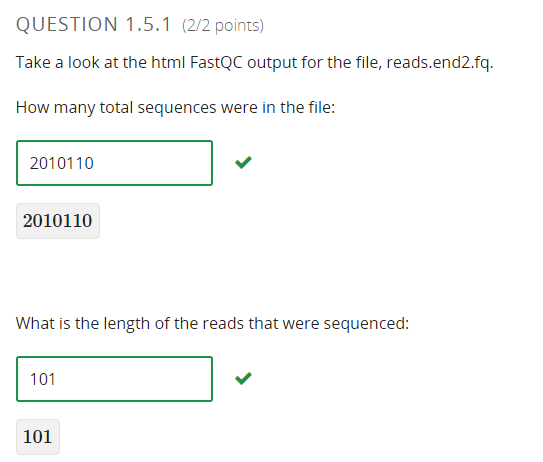 QUESTION 1.5.1 (2/2 points)
Take a look at the html FastQC output for the file, reads.end2.fq.
How many total sequences were in the file:
2010110
2010110
What is the length of the reads that were sequenced:
101
101